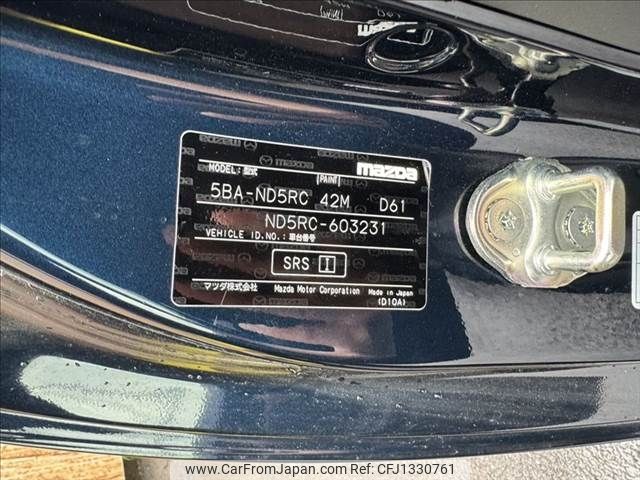 mazda
MODEL: 型式 [PAINT]
5BA-ND5RC 42M D61
ND5RC-603231
VEHICLE ID.NO.: 車台番号
SRS I
マツダ株式会社 Mazda Motor Corporation Made in Japan
(D10A)
www.CarFromJapan.com - CFJ1330761